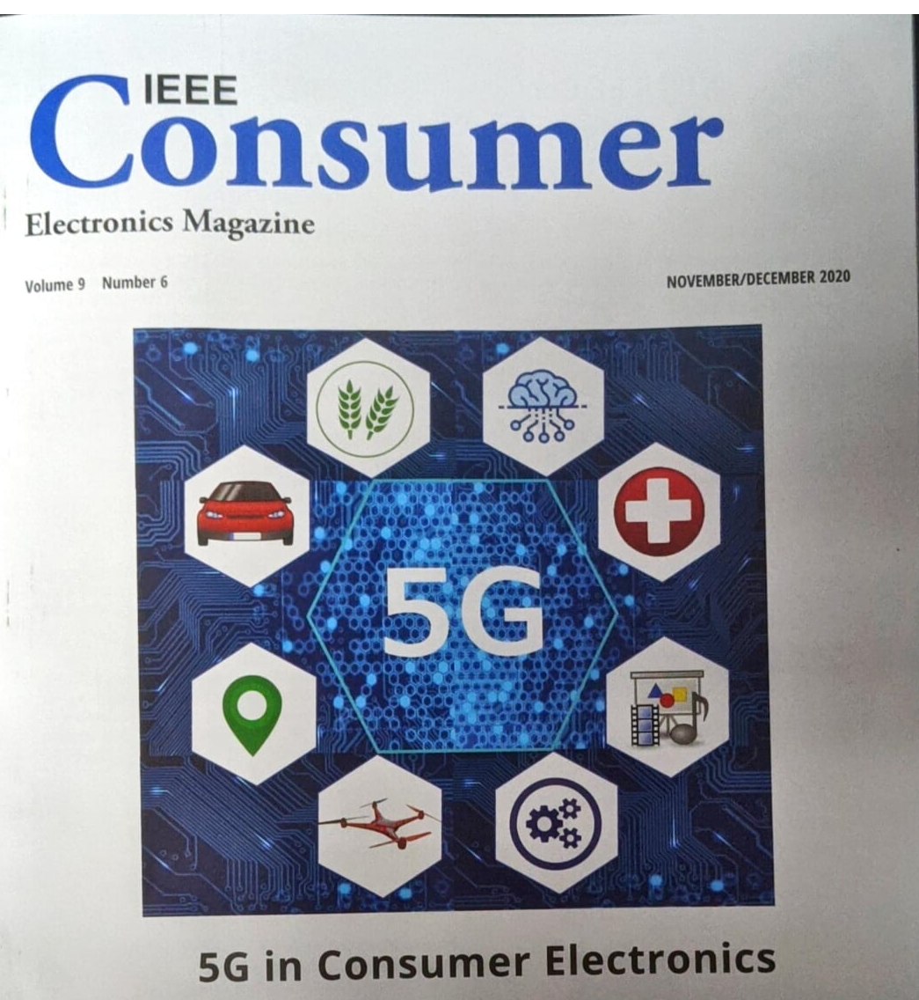 IEEE
Consumer
Electronics Magazine
Volume 9 Number 6
NOVEMBER/DECEMBER 2020
5G
5G in Consumer Electronics